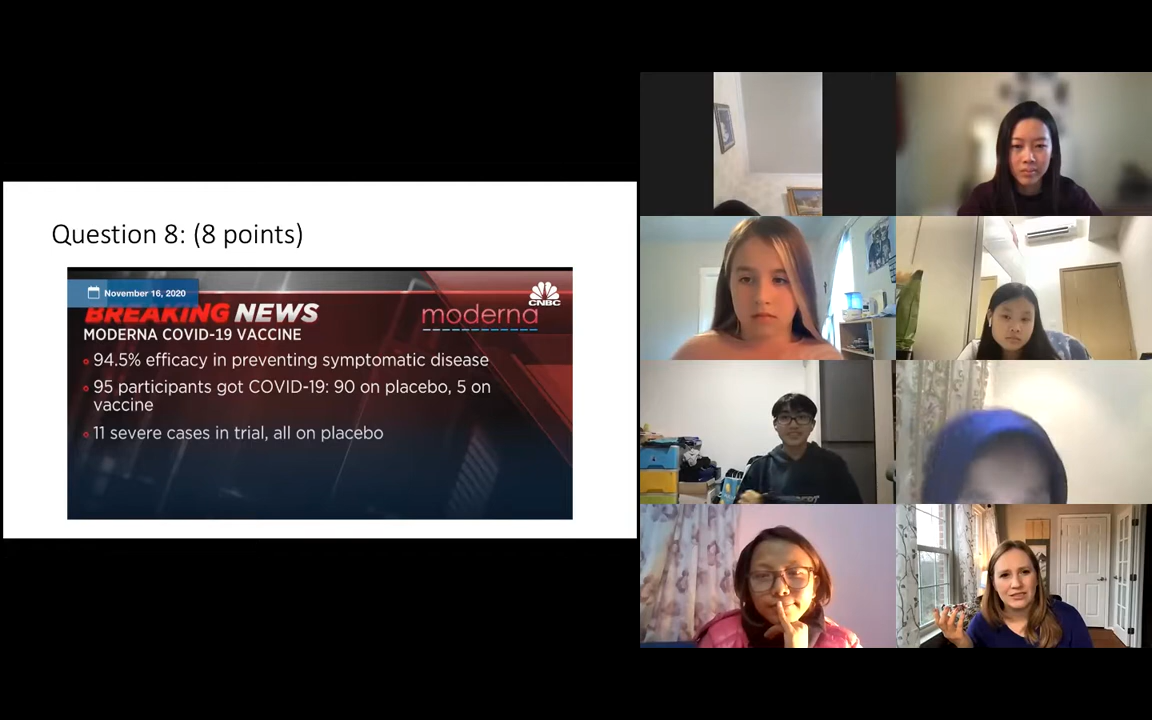 Question 8: (8 points)
November 16, 2020
BREAKING NEWS
moderna
CNBC
MODERNA COVID-19 VACCINE
94.5% efficacy in preventing symptomatic disease
95 participants got COVID-19: 90 on placebo, 5 on
vaccine
11 severe cases in trial, all on placebo